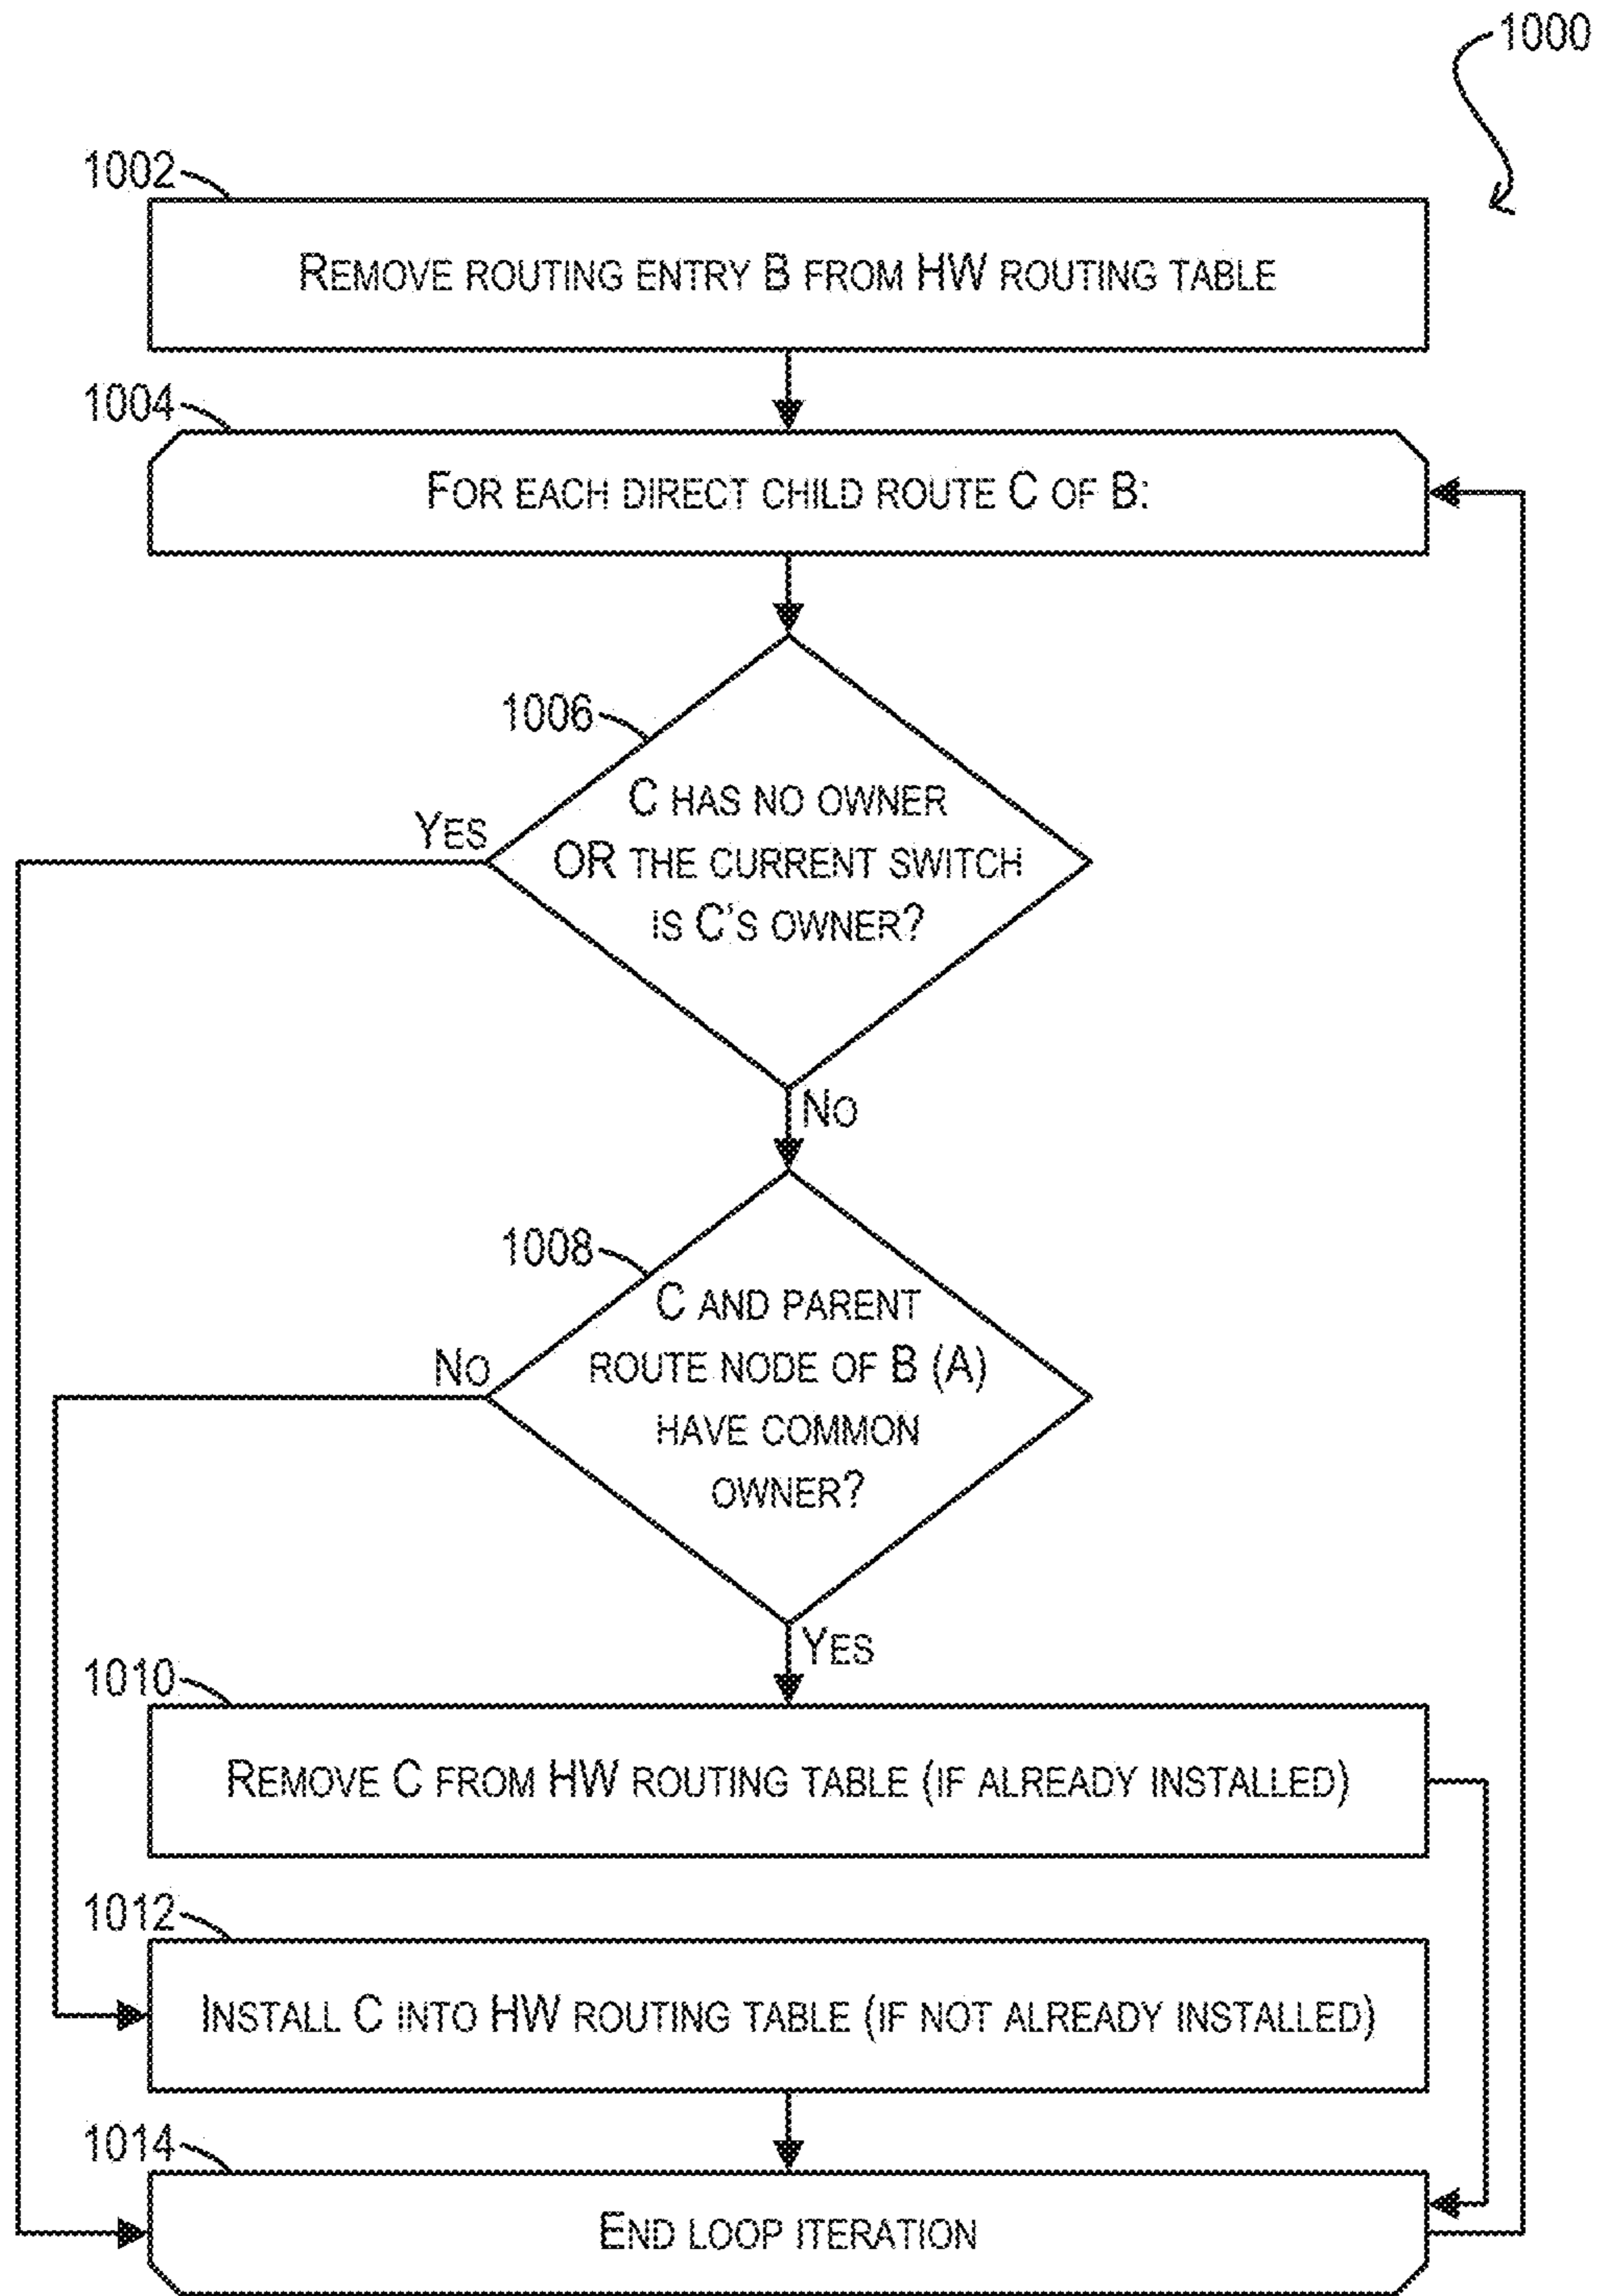 1000
1002
REMOVE ROUTING ENTRY B FROM HW ROUTING TABLE
1004
FOR EACH DIRECT CHILD ROUTE C OF B:
1006
C HAS NO OWNER
YES
OR THE CURRENT SWITCH
IS C'S OWNER?
NO
1008
C AND PARENT
NO
ROUTE NODE OF B (A)
HAVE COMMON
OWNER?
YES
1010
REMOVE C FROM HW ROUTING TABLE (IF ALREADY INSTALLED)
1012
INSTALL C INTO HW ROUTING TABLE (IF NOT ALREADY INSTALLED)
1014
END LOOP ITERATION